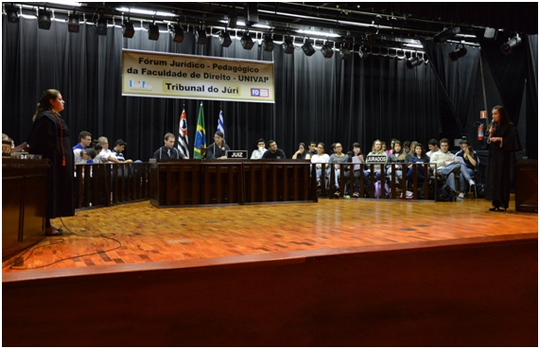 Fórum Jurídico - Pedagógico
da Faculdade de Direito - UNIVAP
Tribunal do Júri
JUIZ
JURADOS